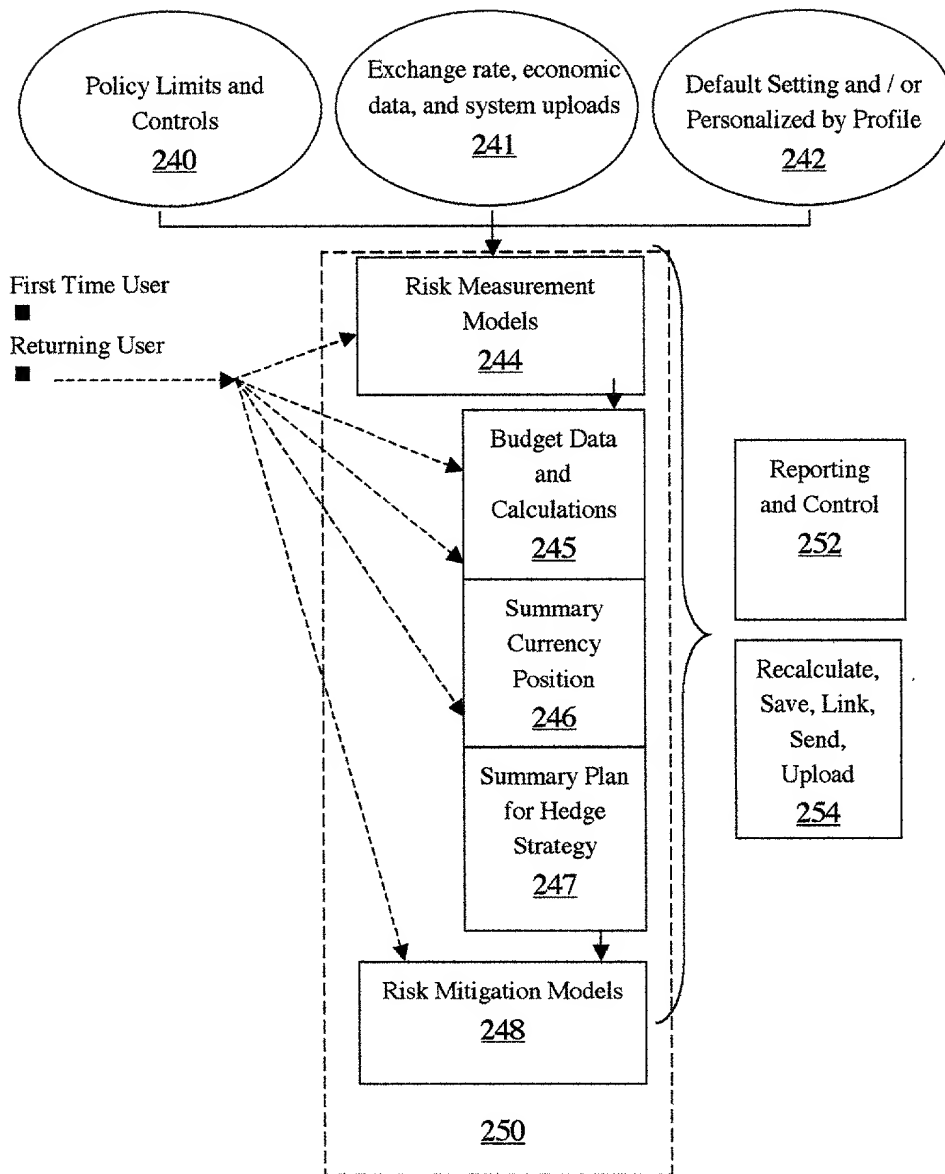 Policy Limits and
Controls
240
Exchange rate, economic
data, and system uploads
241
Default Setting and / or
Personalized by Profile
242
First Time User
Returning User
Risk Measurement
Models
244
Budget Data
and
Calculations
245
Summary
Currency
Position
246
Summary Plan
for Hedge
Strategy
247
Risk Mitigation Models
248
250
Reporting
and Control
252
Recalculate,
Save, Link,
Send,
Upload
254